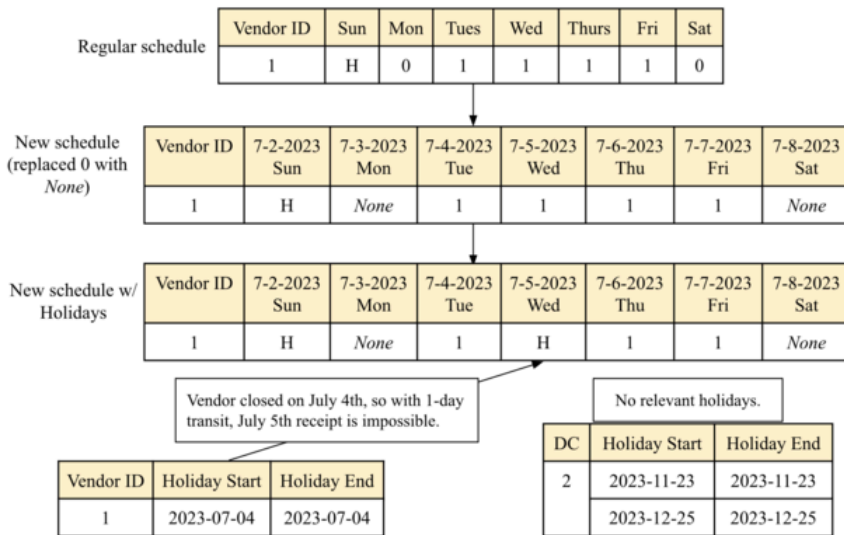 Regular schedule
Vendor ID Sun Mon Tues Wed Thurs Fri Sat
1 H 0 1 1 1 1 0
New schedule
(replaced 0 with
None)
Vendor ID 7-2-2023 7-3-2023 7-4-2023 7-5-2023 7-6-2023 7-7-2023 7-8-2023
Sun Mon Tue Wed Thu Fri Sat
1 H None 1 1 1 1 None
New schedule w/
Holidays
Vendor ID 7-2-2023 7-3-2023 7-4-2023 7-5-2023 7-6-2023 7-7-2023 7-8-2023
Sun Mon Tue Wed Thu Fri Sat
1 H None 1 H 1 1 None
Vendor closed on July 4th, so with 1-day
transit, July 5th receipt is impossible.
No relevant holidays.
Vendor ID Holiday Start Holiday End
1 2023-07-04 2023-07-04
DC Holiday Start Holiday End
2 2023-11-23 2023-11-23
2023-12-25 2023-12-25